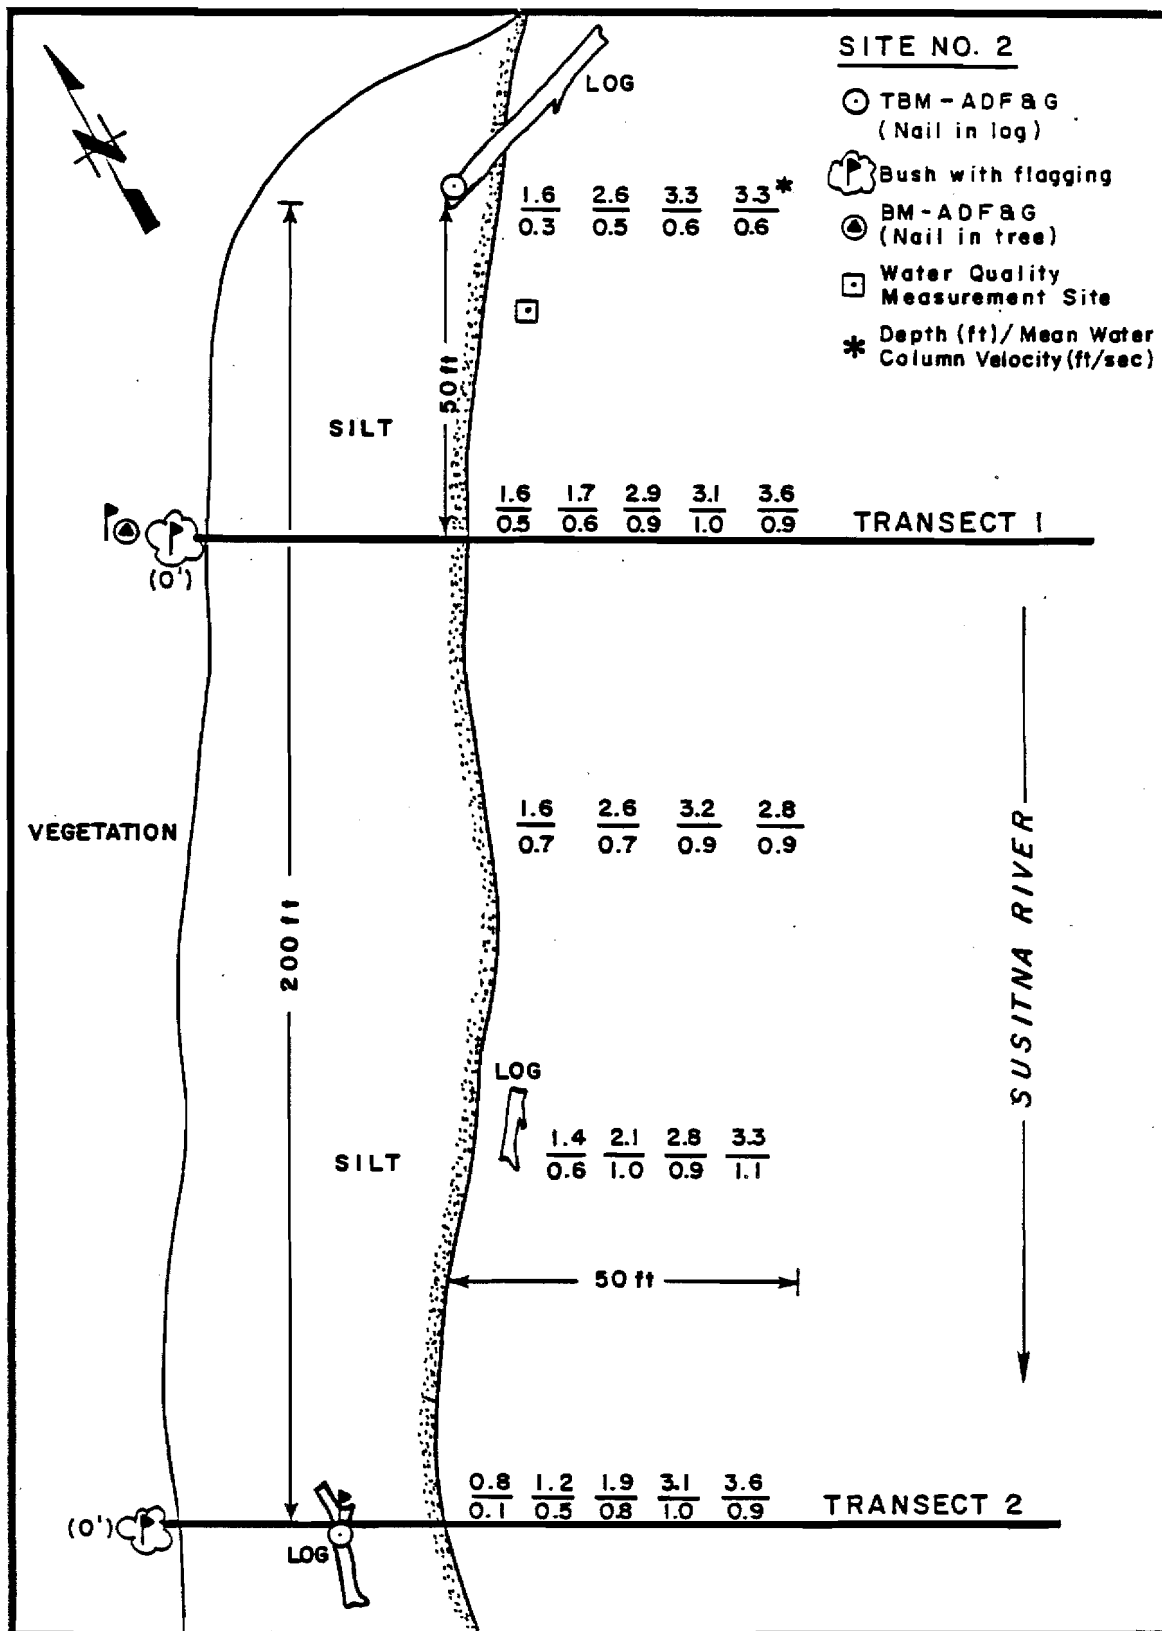 SITE NO. 2
TBM-ADF&G
(Nail in log)
Bush with flagging
BM-ADF&G
(Nail in tree)
Water Quality
Measurement Site
* Depth (ft)/Mean Water
Column Velocity (ft/sec)
N
LOG
1.6 2.6 3.3 3.3*
0.3 0.5 0.6 0.6
50 ft
SILT
1.6 1.7 2.9 3.1 3.6
0.5 0.6 0.9 1.0 0.9
TRANSECT 1
(0')
VEGETATION
1.6 2.6 3.2 2.8
0.7 0.7 0.9 0.9
200 ft
SUSITNA RIVER
LOG
1.4 2.1 2.8 3.3
0.6 1.0 0.9 1.1
SILT
50 ft
0.8 1.2 1.9 3.1 3.6
0.1 0.5 0.8 1.0 0.9
TRANSECT 2
(0')
LOG